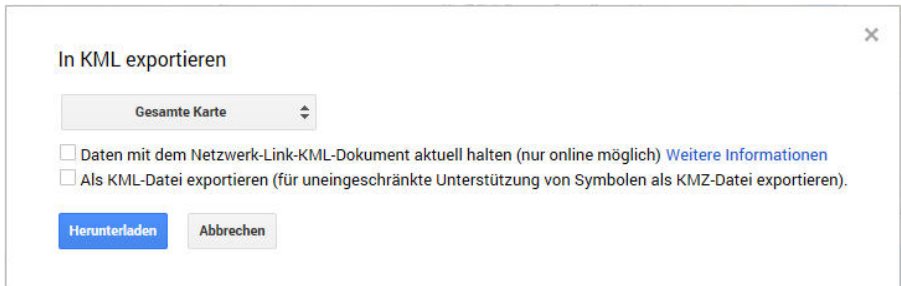 In KML exportieren
Gesamte Karte
Daten mit dem Netzwerk-Link-KML-Dokument aktuell halten (nur online möglich) Weitere Informationen
Als KML-Datei exportieren (für uneingeschränkte Unterstützung von Symbolen als KMZ-Datei exportieren).
Herunterladen Abbrechen